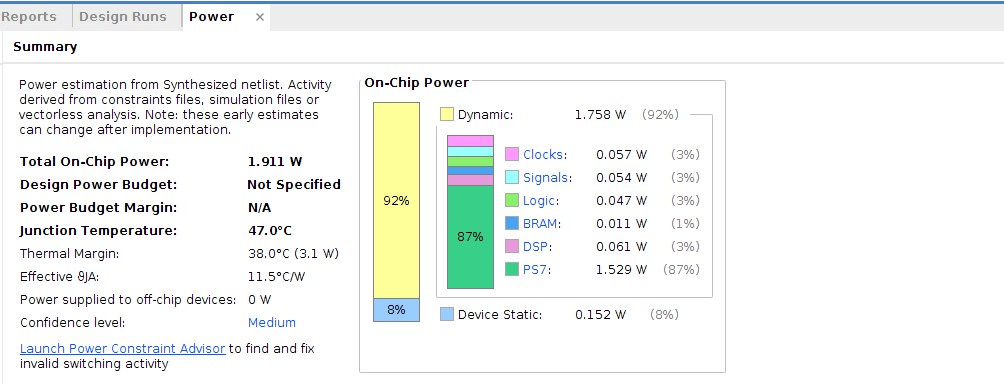 Reports Design Runs Power ×
Summary
Power estimation from Synthesized netlist. Activity
derived from constraints files, simulation files or
vectorless analysis. Note: these early estimates
can change after implementation.
Total On-Chip Power: 1.911 W
Design Power Budget: Not Specified
Power Budget Margin: N/A
Junction Temperature: 47.0°C
Thermal Margin: 38.0°C (3.1 W)
Effective ϑJA: 11.5°C/W
Power supplied to off-chip devices: 0 W
Confidence level: Medium
Launch Power Constraint Advisor to find and fix
invalid switching activity
On-Chip Power
92%
8%
Dynamic: 1.758 W (92%)
87%
Clocks: 0.057 W (3%)
Signals: 0.054 W (3%)
Logic: 0.047 W (3%)
BRAM: 0.011 W (1%)
DSP: 0.061 W (3%)
PS7: 1.529 W (87%)
Device Static: 0.152 W (8%)